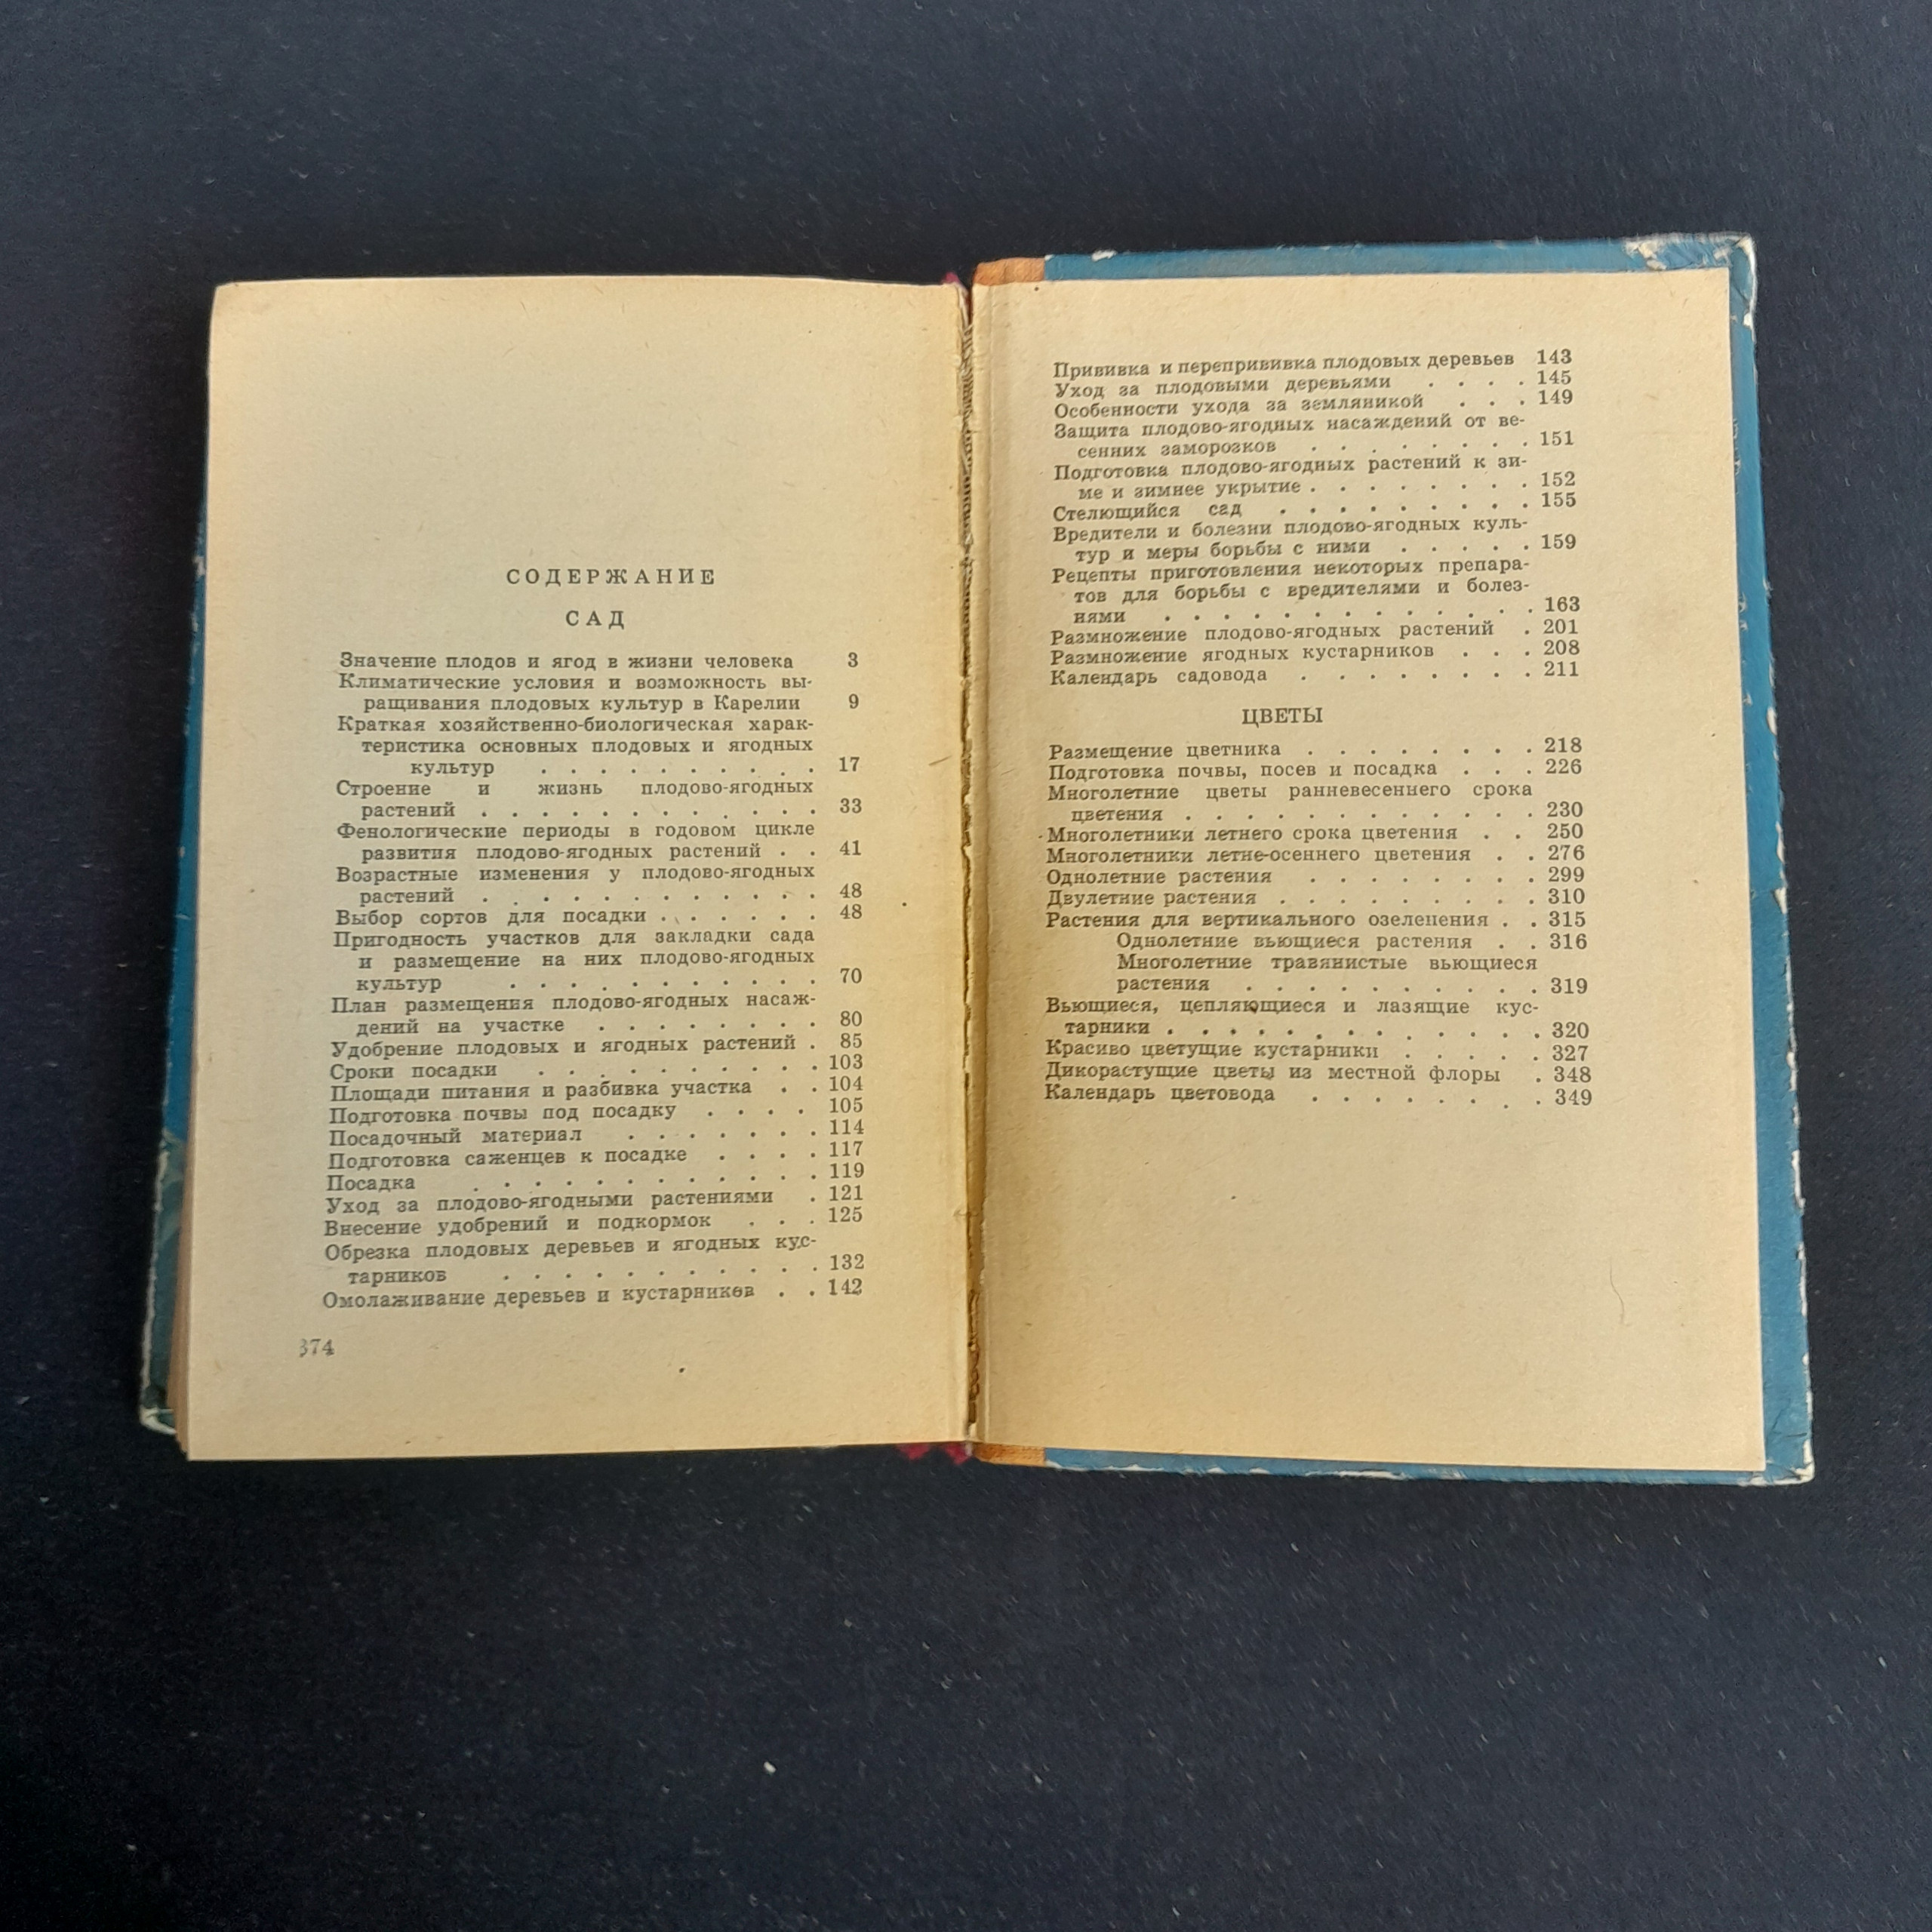 СОДЕРЖАНИЕ
САД
Значение плодов и ягод в жизни человека 3
Климатические условия и возможность вы-
ращивания плодовых культур в Карелии 9
Краткая хозяйственно-биологическая харак-
теристика основных плодовых и ягодных
культур . . . . . . . . . . 17
Строение и жизнь плодово-ягодных
растений . . . . . . . . . . . . 33
Фенологические периоды в годовом цикле
развития плодово-ягодных растений . . 41
Возрастные изменения у плодово-ягодных
растений . . . . . . . . . . . . 48
Выбор сортов для посадки . . . . . . 48
Пригодность участков для закладки сада
и размещение на них плодово-ягодных
культур . . . . . . . . . . . 70
План размещения плодово-ягодных насаж-
дений на участке . . . . . . . . 80
Удобрение плодовых и ягодных растений . 85
Сроки посадки . . . . . . . . . . 103
Площади питания и разбивка участка . . 104
Подготовка почвы под посадку . . . . 105
Посадочный материал . . . . . . . 114
Подготовка саженцев к посадке . . . . 117
Посадка . . . . . . . . . . . . 119
Уход за плодово-ягодными растениями . 121
Внесение удобрений и подкормок . . . 125
Обрезка плодовых деревьев и ягодных кус-
тарников . . . . . . . . . . . 132
Омолаживание деревьев и кустарников . . 142
374
Прививка и перепрививка плодовых деревьев 143
Уход за плодовыми деревьями . . . . 145
Особенности ухода за земляникой . . . 149
Защита плодово-ягодных насаждений от ве-
сенних заморозков . . . . . . . . 151
Подготовка плодово-ягодных растений к зи-
ме и зимнее укрытие . . . . . . . . 152
Стелющийся сад . . . . . . . . . 155
Вредители и болезни плодово-ягодных куль-
тур и меры борьбы с ними . . . . . 159
Рецепты приготовления некоторых препара-
тов для борьбы с вредителями и болез-
нями . . . . . . . . . . . . . 163
Размножение плодово-ягодных растений . 201
Размножение ягодных кустарников . . . 208
Календарь садовода . . . . . . . . 211
ЦВЕТЫ
Размещение цветника . . . . . . . . 218
Подготовка почвы, посев и посадка . . . 226
Многолетние цветы ранневесеннего срока
цветения . . . . . . . . . . . . 230
Многолетники летнего срока цветения . . 250
Многолетники летне-осеннего цветения . . 276
Однолетние растения . . . . . . . . 299
Двулетние растения . . . . . . . . . 310
Растения для вертикального озеленения . . 315
Однолетние вьющиеся растения . . 316
Многолетние травянистые вьющиеся
растения . . . . . . . . . . 319
Вьющиеся, цепляющиеся и лазящие кус-
тарники . . . . . . . . . . . . 320
Красиво цветущие кустарники . . . . . 327
Дикорастущие цветы из местной флоры . 348
Календарь цветовода . . . . . . . . 349